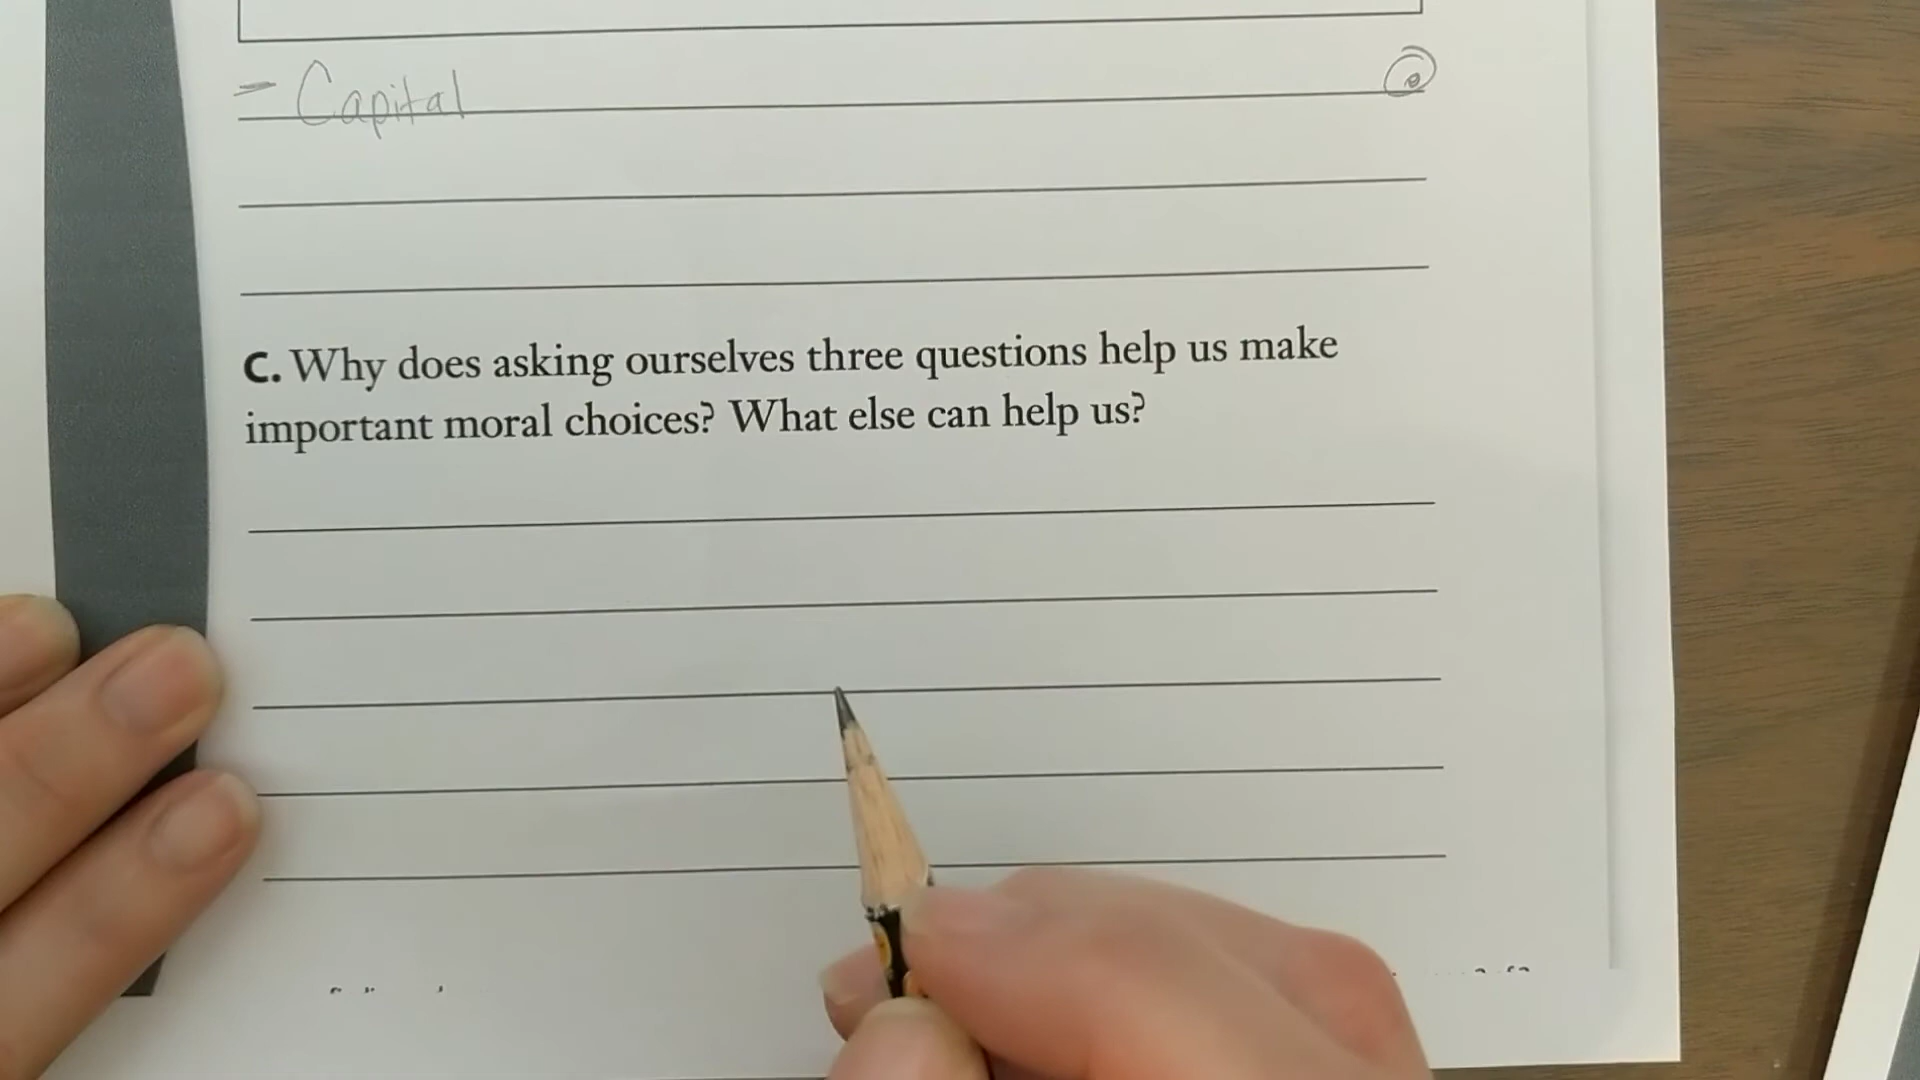 Capital
C. Why does asking ourselves three questions help us make
important moral choices? What else can help us?